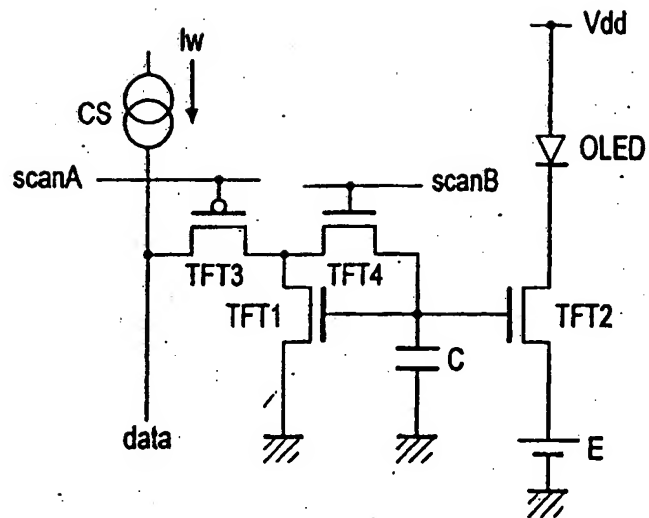 Iw
Vdd
CS
OLED
scanA
scanB
TFT3
TFT4
TFT1
TFT2
C
data
E